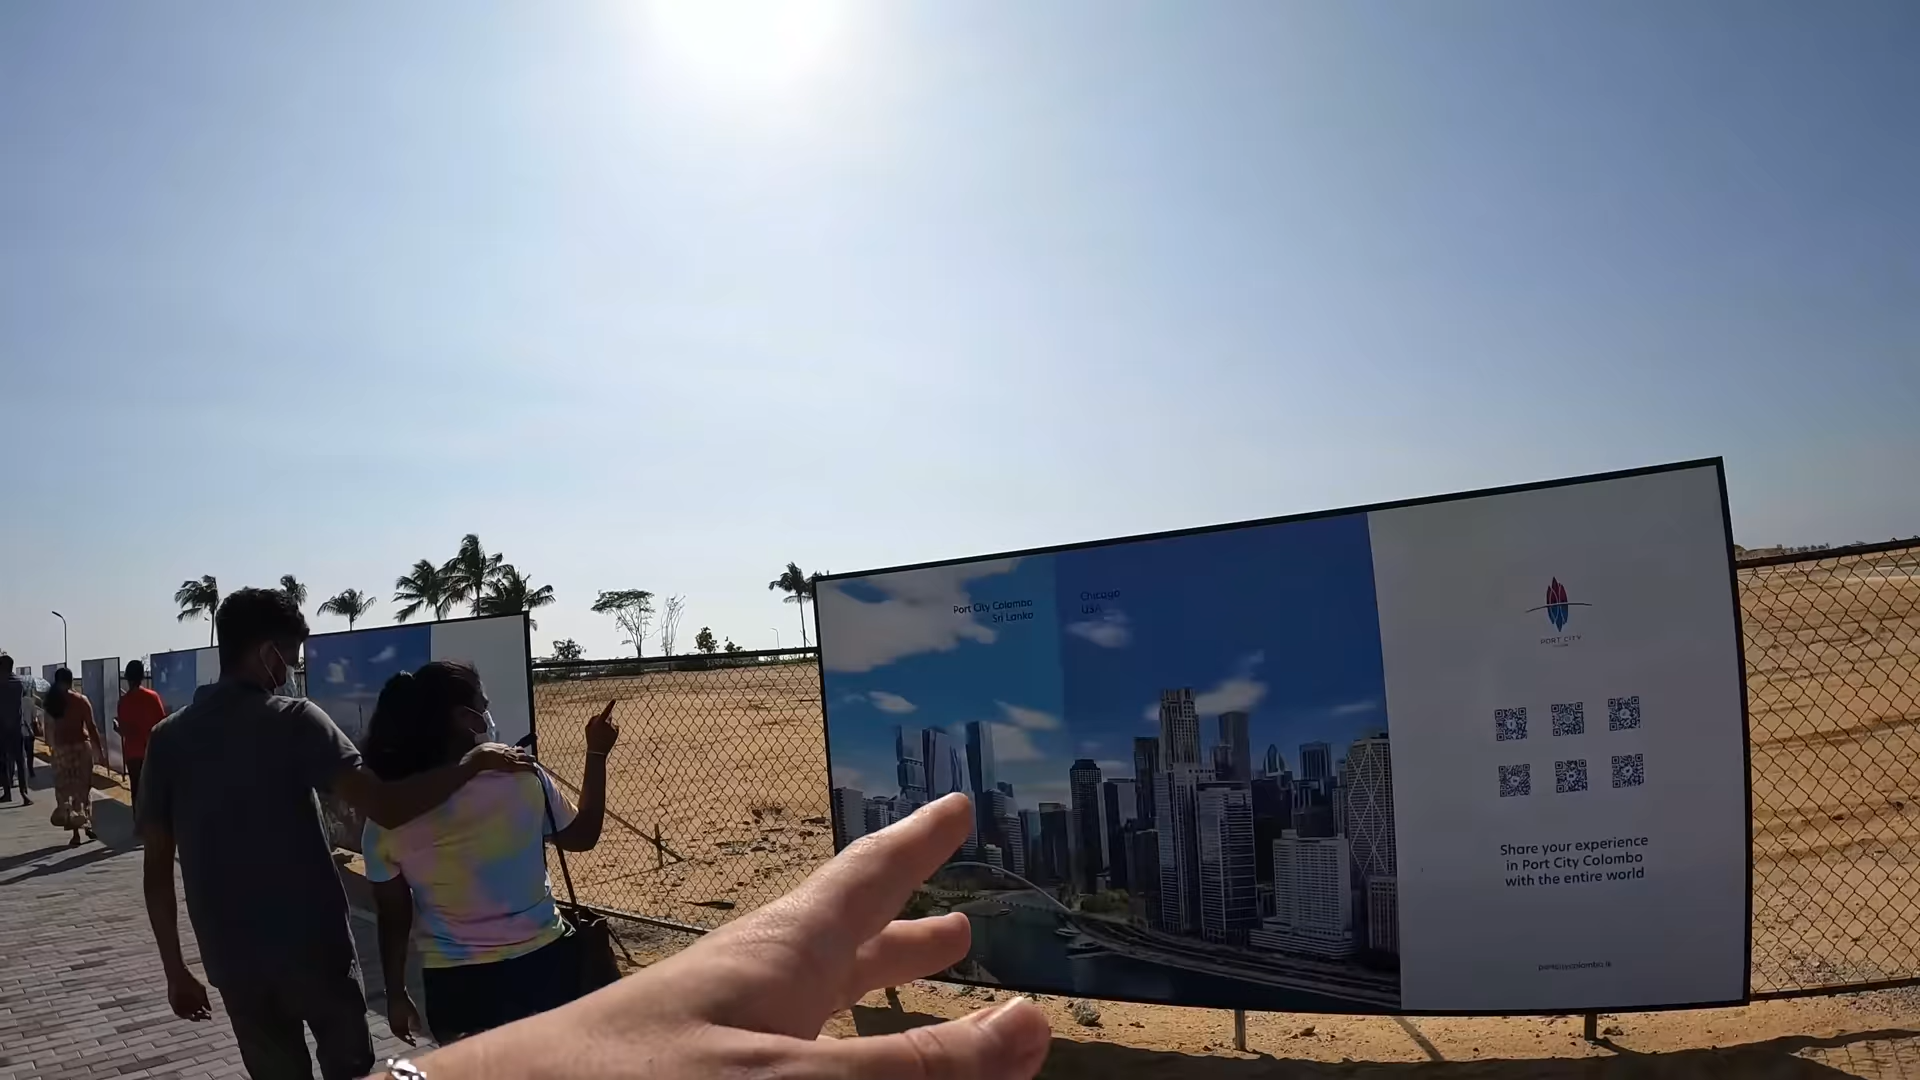 Port City Colombo
Sri Lanka
Chicago
USA
PORT CITY
Share your experience
in Port City Colombo
with the entire world
portcitycolombo.lk